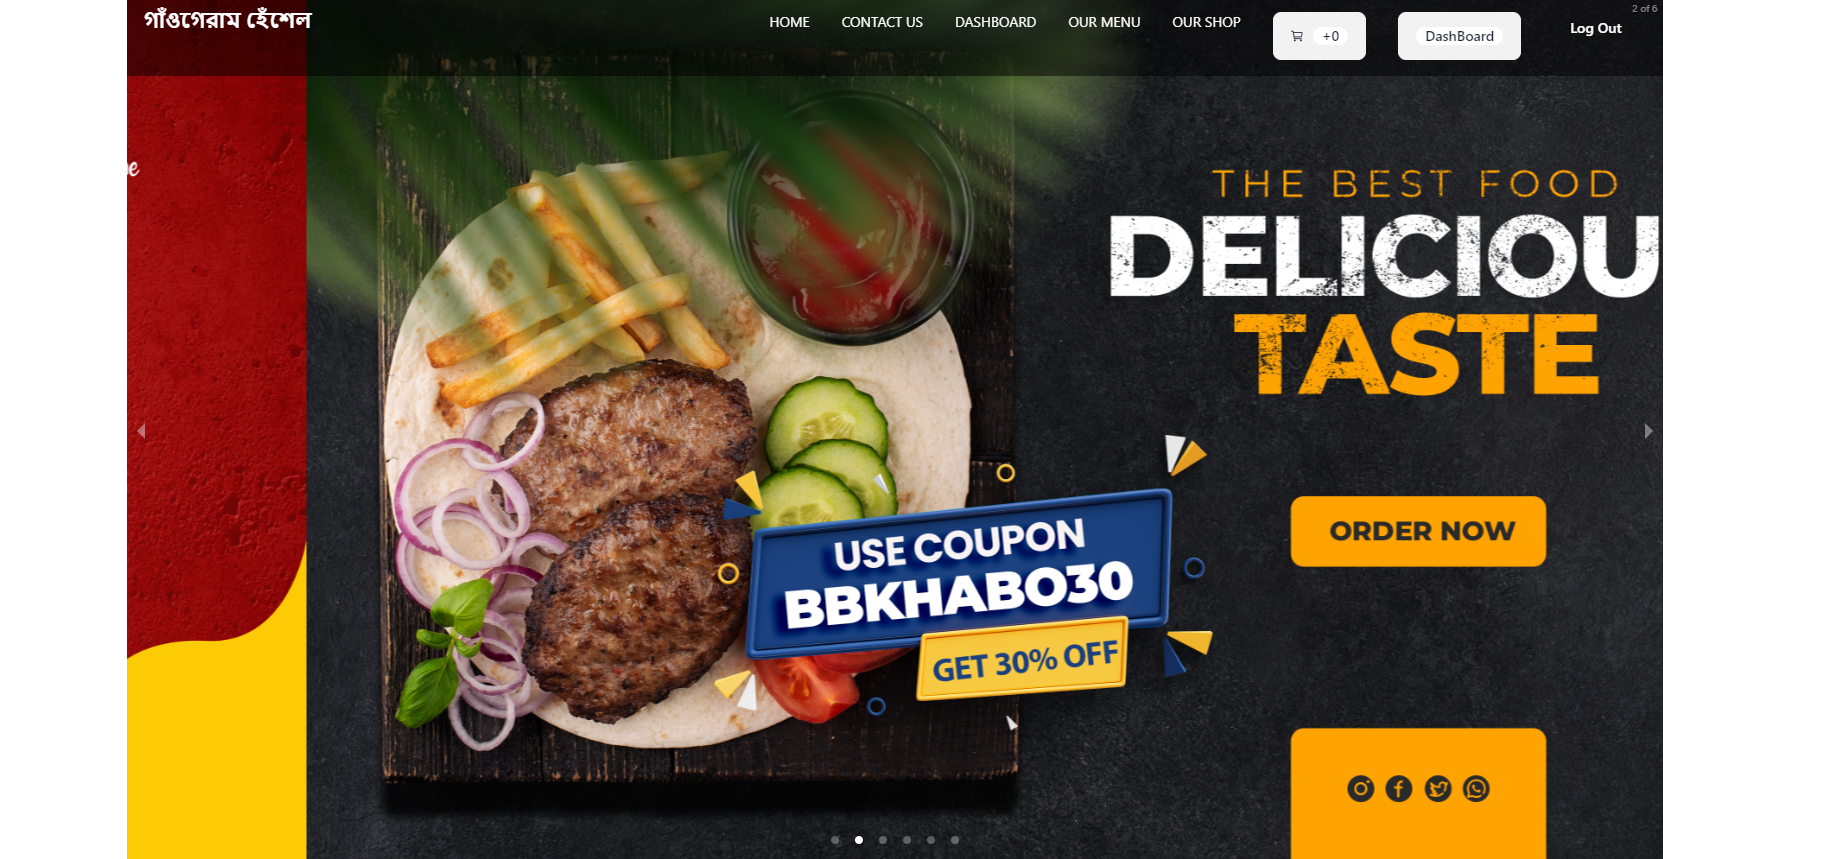 গাঁওগেরাম হেঁশেল
HOME CONTACT US DASHBOARD OUR MENU OUR SHOP +0 DashBoard Log Out
2 of 6
THE BEST FOOD
DELICIOU
TASTE
USE COUPON
BBKHABO30
GET 30% OFF
ORDER NOW